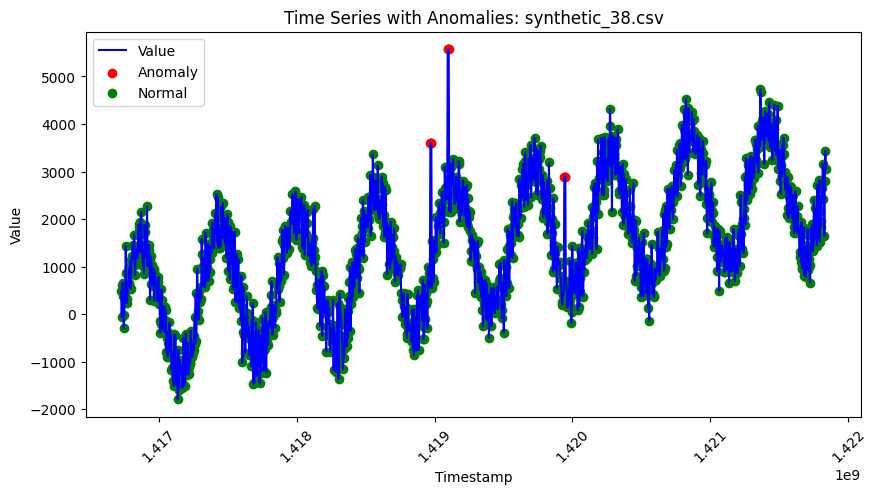 Time Series with Anomalies: synthetic_38.csv
Value
Anomaly
Normal
Value
5000
4000
3000
2000
1000
0
−1000
−2000
1.417
1.418
1.419
1.420
1.421
1.422
1e9
Timestamp